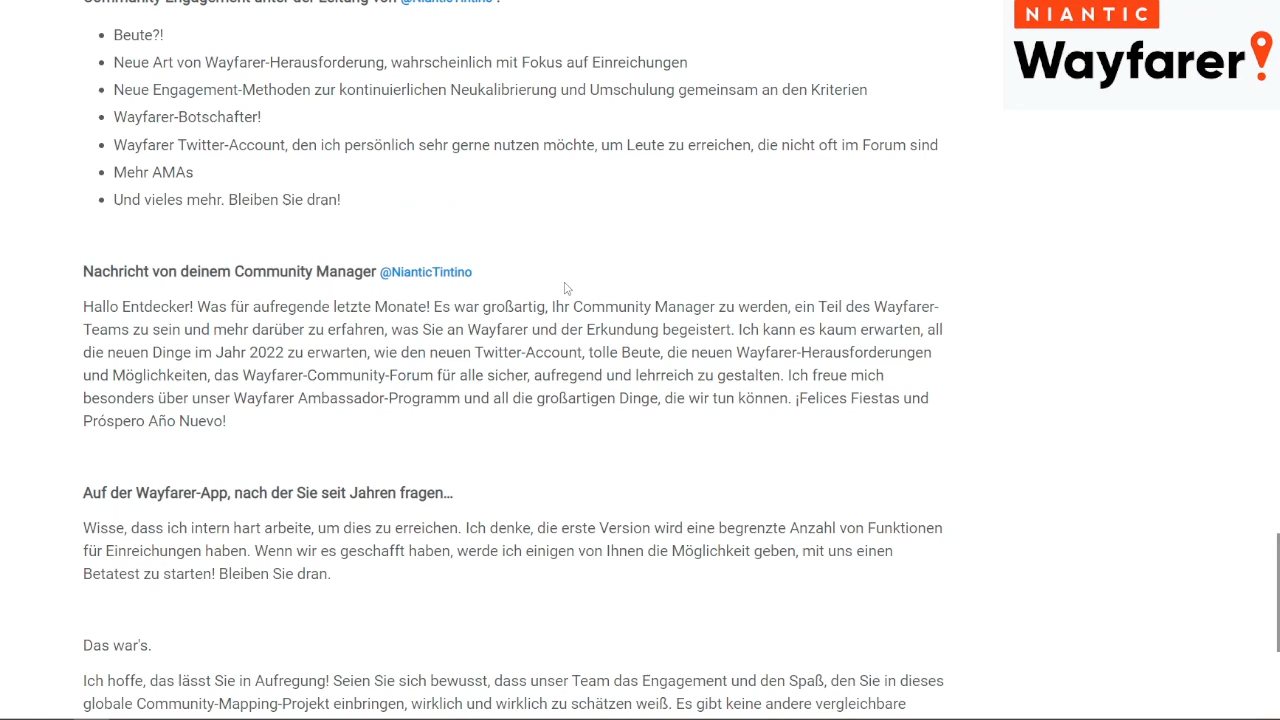 Community Engagement unter der Leitung von @NianticTintino :
NIANTIC
Wayfarer
Beute?!
Neue Art von Wayfarer-Herausforderung, wahrscheinlich mit Fokus auf Einreichungen
Neue Engagement-Methoden zur kontinuierlichen Neukalibrierung und Umschulung gemeinsam an den Kriterien
Wayfarer-Botschafter!
Wayfarer Twitter-Account, den ich persönlich sehr gerne nutzen möchte, um Leute zu erreichen, die nicht oft im Forum sind
Mehr AMAs
Und vieles mehr. Bleiben Sie dran!
Nachricht von deinem Community Manager @NianticTintino
Hallo Entdecker! Was für aufregende letzte Monate! Es war großartig, Ihr Community Manager zu werden, ein Teil des Wayfarer-
Teams zu sein und mehr darüber zu erfahren, was Sie an Wayfarer und der Erkundung begeistert. Ich kann es kaum erwarten, all
die neuen Dinge im Jahr 2022 zu erwarten, wie den neuen Twitter-Account, tolle Beute, die neuen Wayfarer-Herausforderungen
und Möglichkeiten, das Wayfarer-Community-Forum für alle sicher, aufregend und lehrreich zu gestalten. Ich freue mich
besonders über unser Wayfarer Ambassador-Programm und all die großartigen Dinge, die wir tun können. ¡Felices Fiestas und
Próspero Año Nuevo!
Auf der Wayfarer-App, nach der Sie seit Jahren fragen…
Wisse, dass ich intern hart arbeite, um dies zu erreichen. Ich denke, die erste Version wird eine begrenzte Anzahl von Funktionen
für Einreichungen haben. Wenn wir es geschafft haben, werde ich einigen von Ihnen die Möglichkeit geben, mit uns einen
Betatest zu starten! Bleiben Sie dran.
Das war's.
Ich hoffe, das lässt Sie in Aufregung! Seien Sie sich bewusst, dass unser Team das Engagement und den Spaß, den Sie in dieses
globale Community-Mapping-Projekt einbringen, wirklich und wirklich zu schätzen weiß. Es gibt keine andere vergleichbare